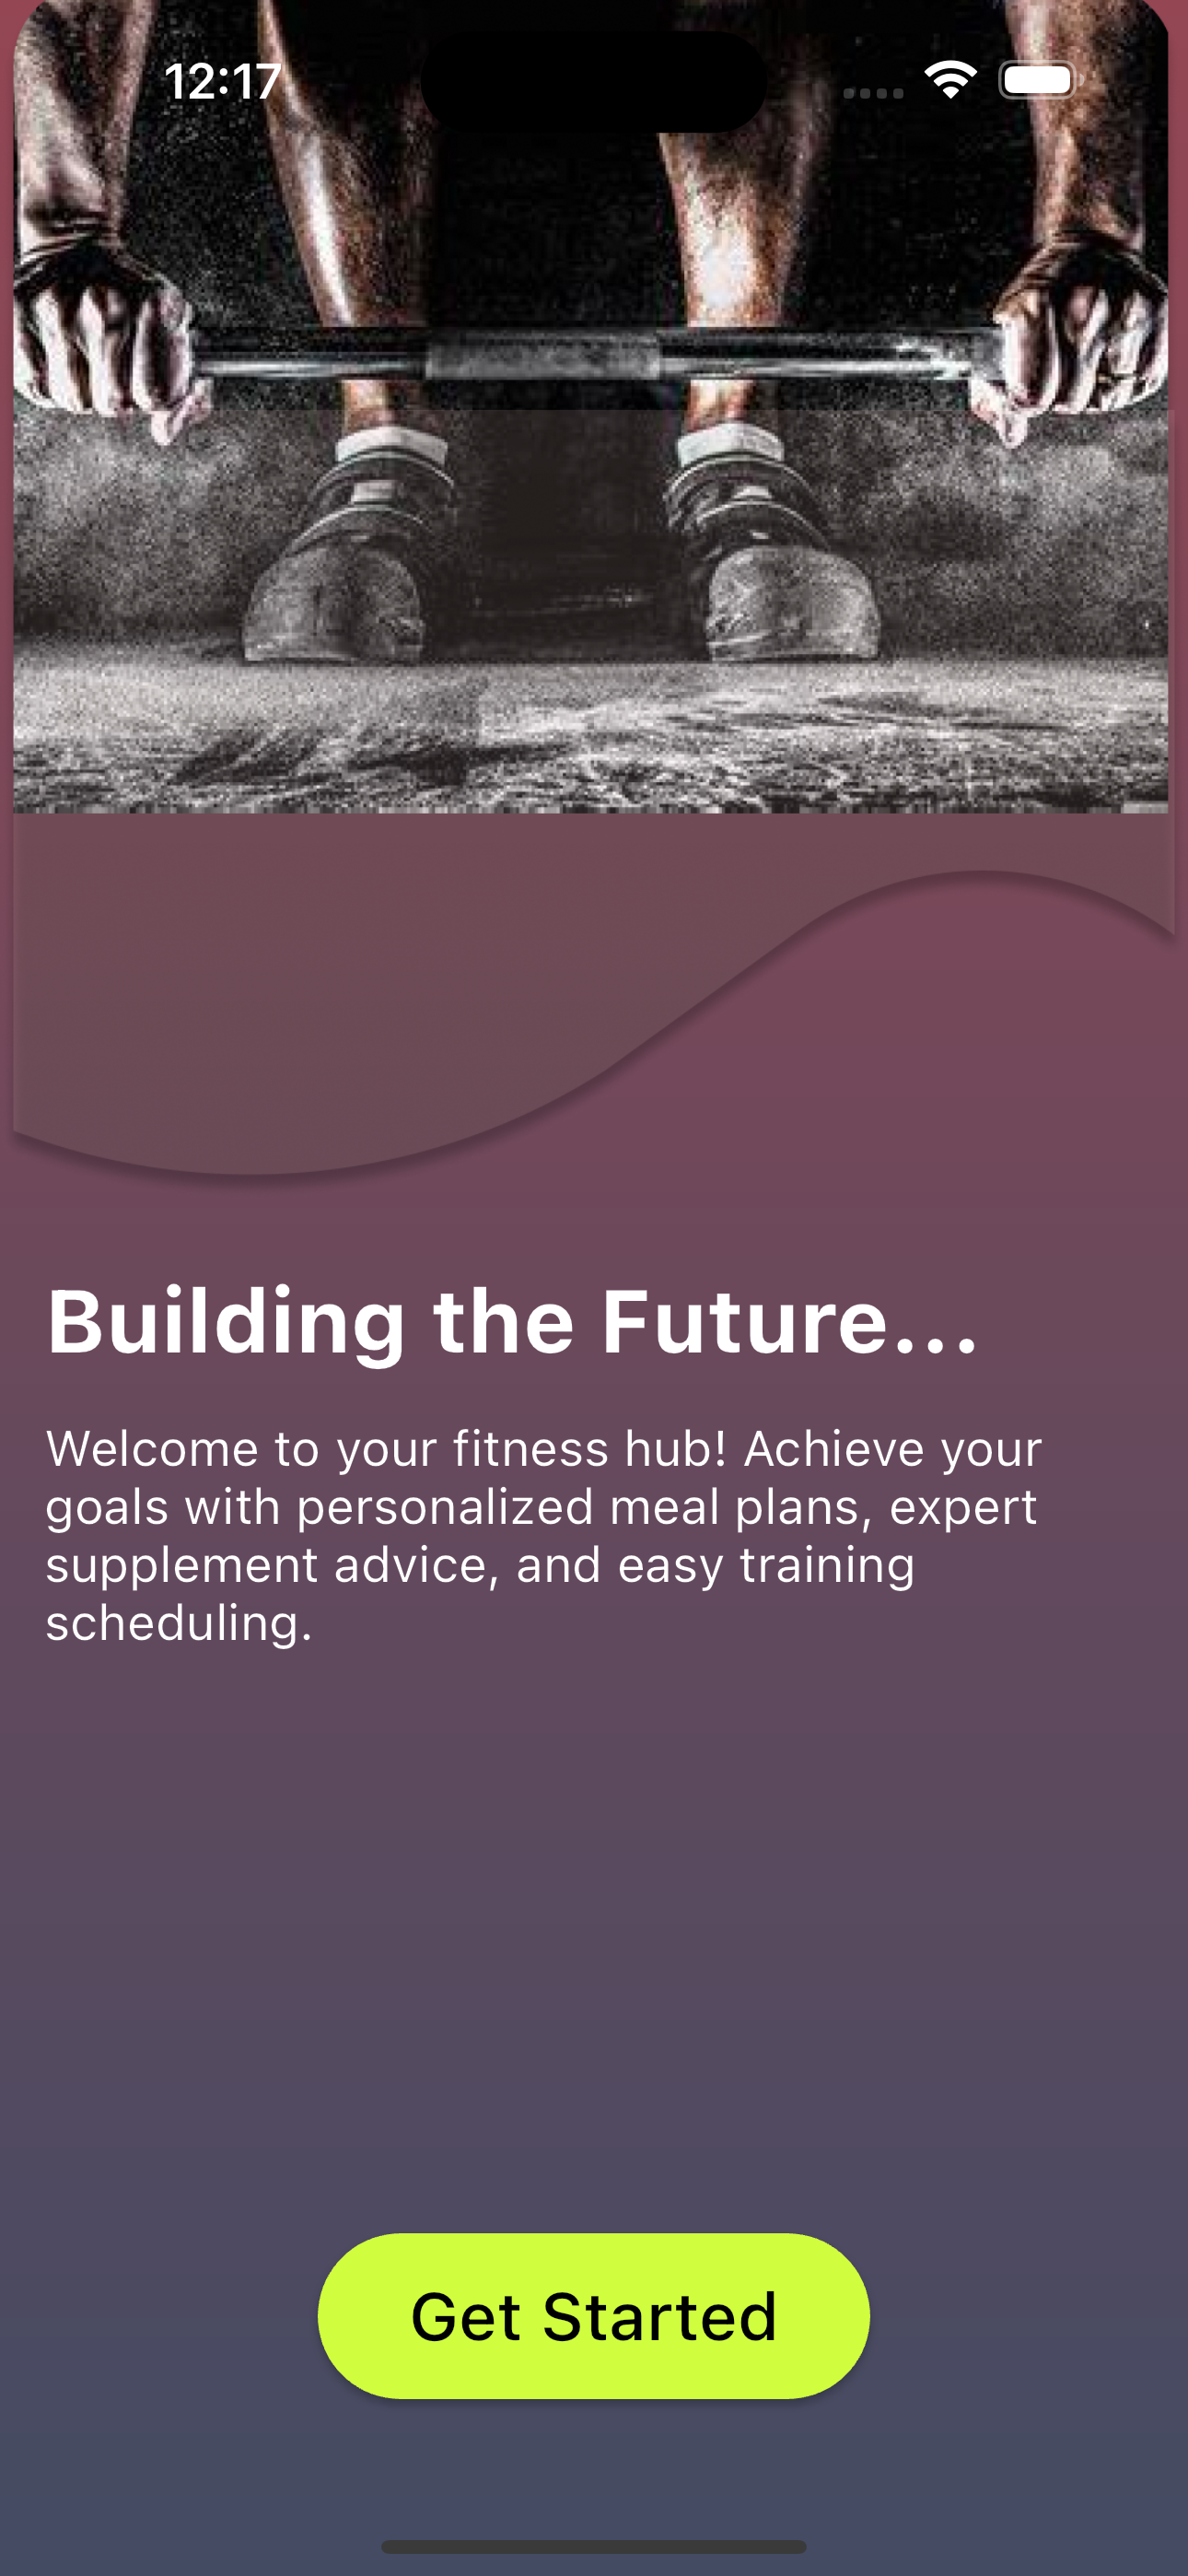 12:17
Building the Future...
Welcome to your fitness hub! Achieve your
goals with personalized meal plans, expert
supplement advice, and easy training
scheduling.
Get Started